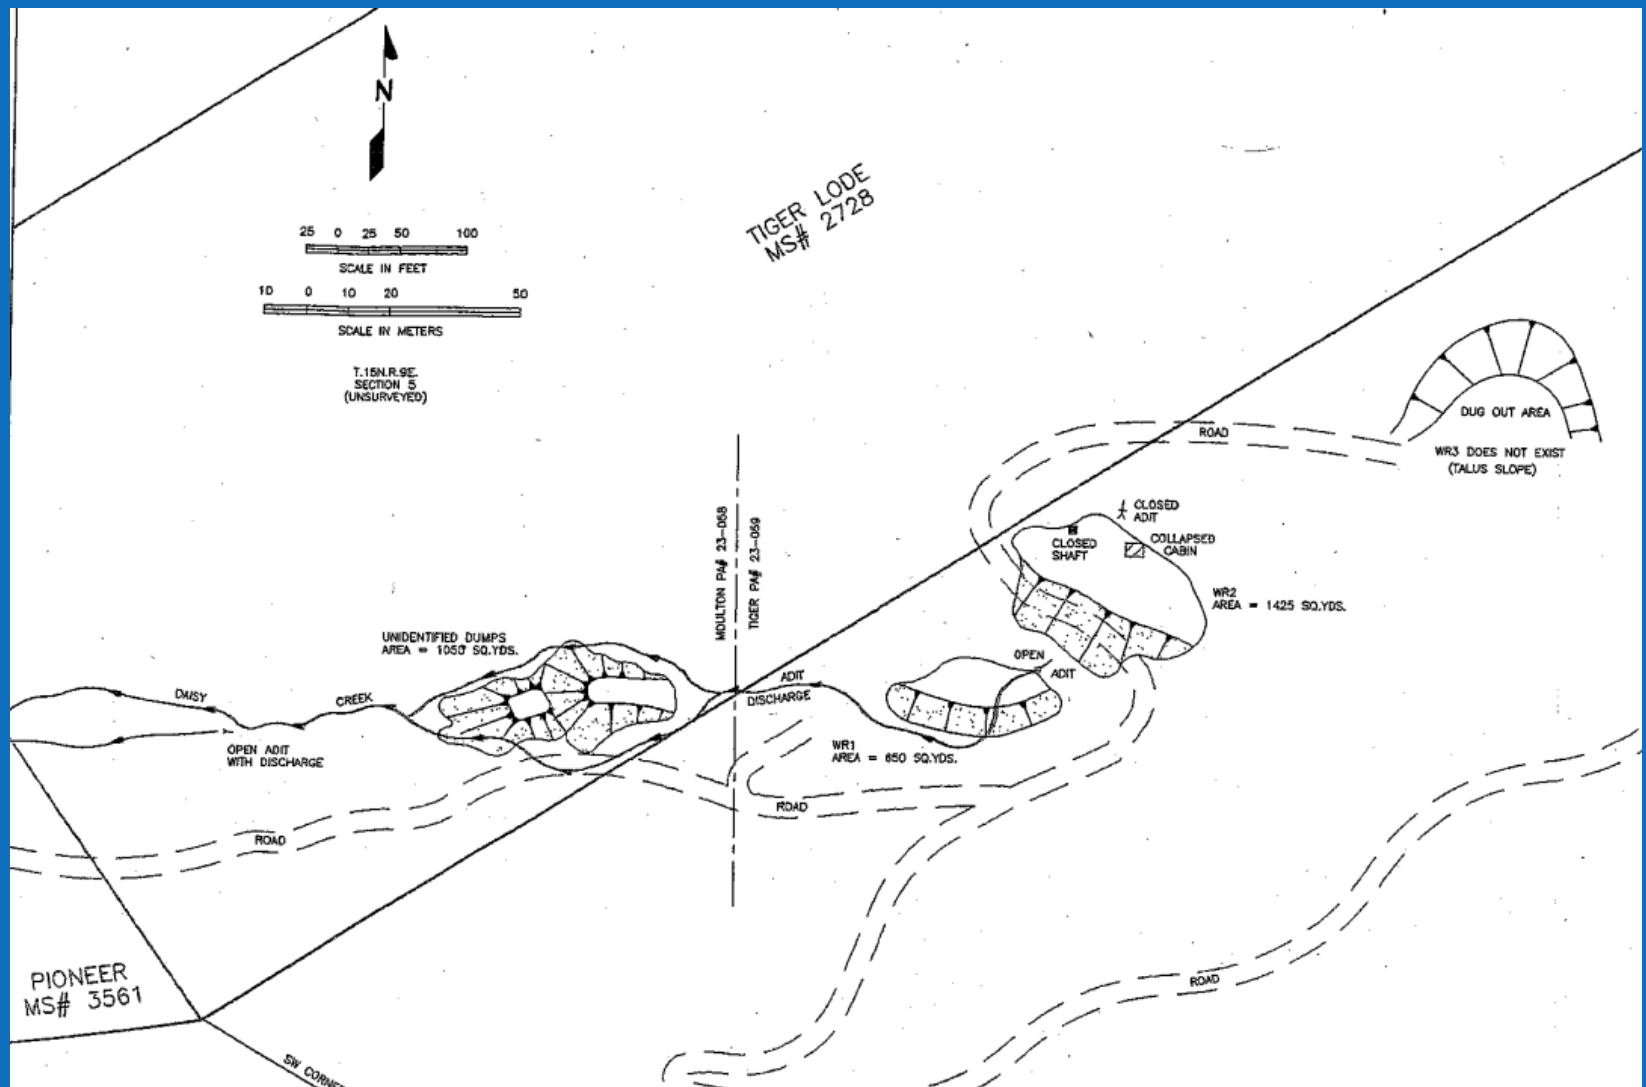 N
TIGER LODE
MS# 2728
25 0 25 50 100
SCALE IN FEET
10 0 10 20 50
SCALE IN METERS
T.15N.R.9E.
SECTION 5
(UNSURVEYED)
DUG OUT AREA
WR3 DOES NOT EXIST
(TALUS SLOPE)
ROAD
CLOSED
ADIT
CLOSED
SHAFT
COLLAPSED
CABIN
WR2
AREA = 1425 SQ.YDS.
MOULTON PA# 23-058
TIGER PA# 23-059
UNIDENTIFIED DUMPS
AREA = 1050 SQ.YDS.
OPEN
ADIT
ADIT
DISCHARGE
DAISY
CREEK
OPEN ADIT
WITH DISCHARGE
WR1
AREA = 650 SQ.YDS.
ROAD
ROAD
PIONEER
MS# 3561
ROAD
SW CORNE